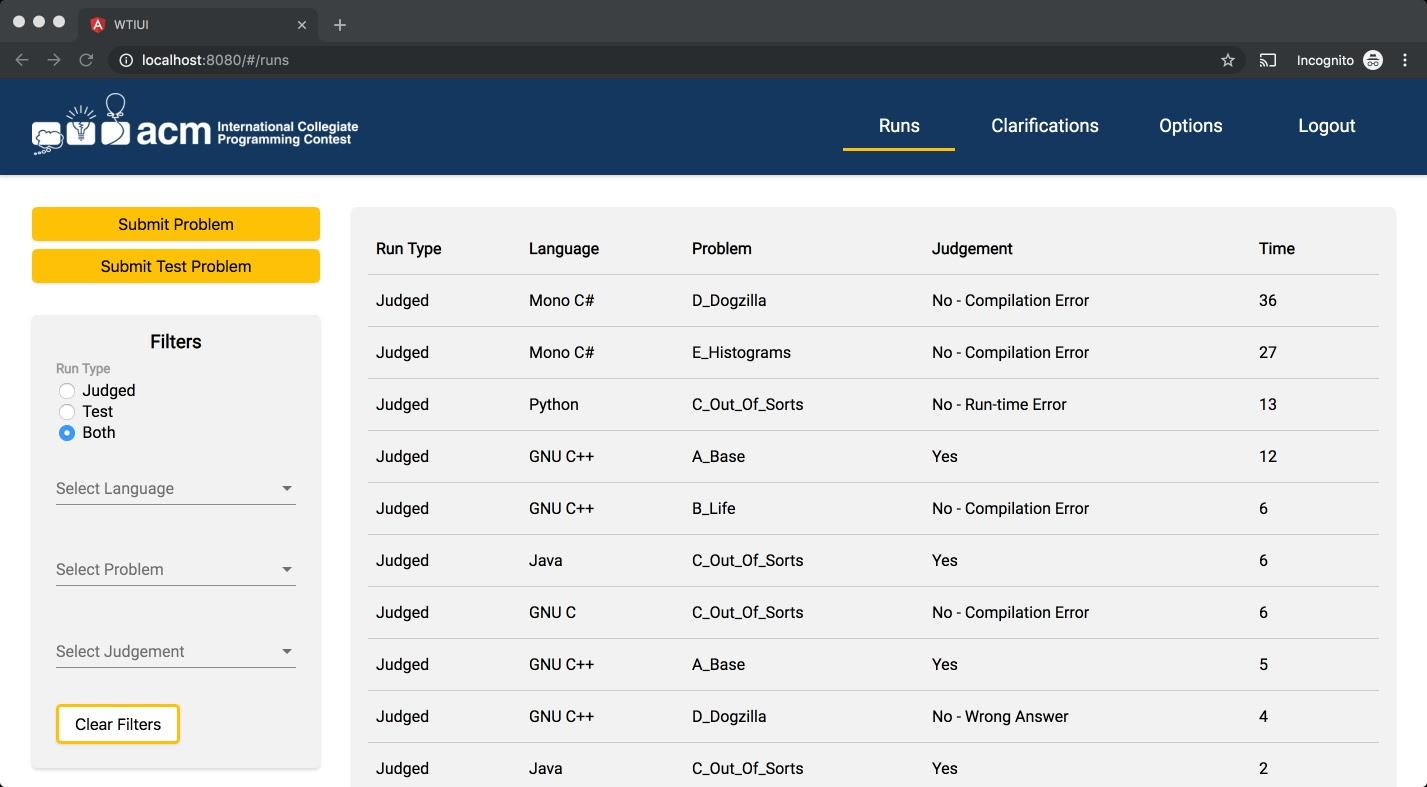 WTIUI
localhost:8080/#/runs
Incognito
acm International Collegiate
Programming Contest
Runs Clarifications Options Logout
Submit Problem
Submit Test Problem
Filters
Run Type
Judged
Test
Both
Select Language
Select Problem
Select Judgement
Clear Filters
Run Type Language Problem Judgement Time
Judged Mono C# D_Dogzilla No - Compilation Error 36
Judged Mono C# E_Histograms No - Compilation Error 27
Judged Python C_Out_Of_Sorts No - Run-time Error 13
Judged GNU C++ A_Base Yes 12
Judged GNU C++ B_Life No - Compilation Error 6
Judged Java C_Out_Of_Sorts Yes 6
Judged GNU C C_Out_Of_Sorts No - Compilation Error 6
Judged GNU C++ A_Base Yes 5
Judged GNU C++ D_Dogzilla No - Wrong Answer 4
Judged Java C_Out_Of_Sorts Yes 2